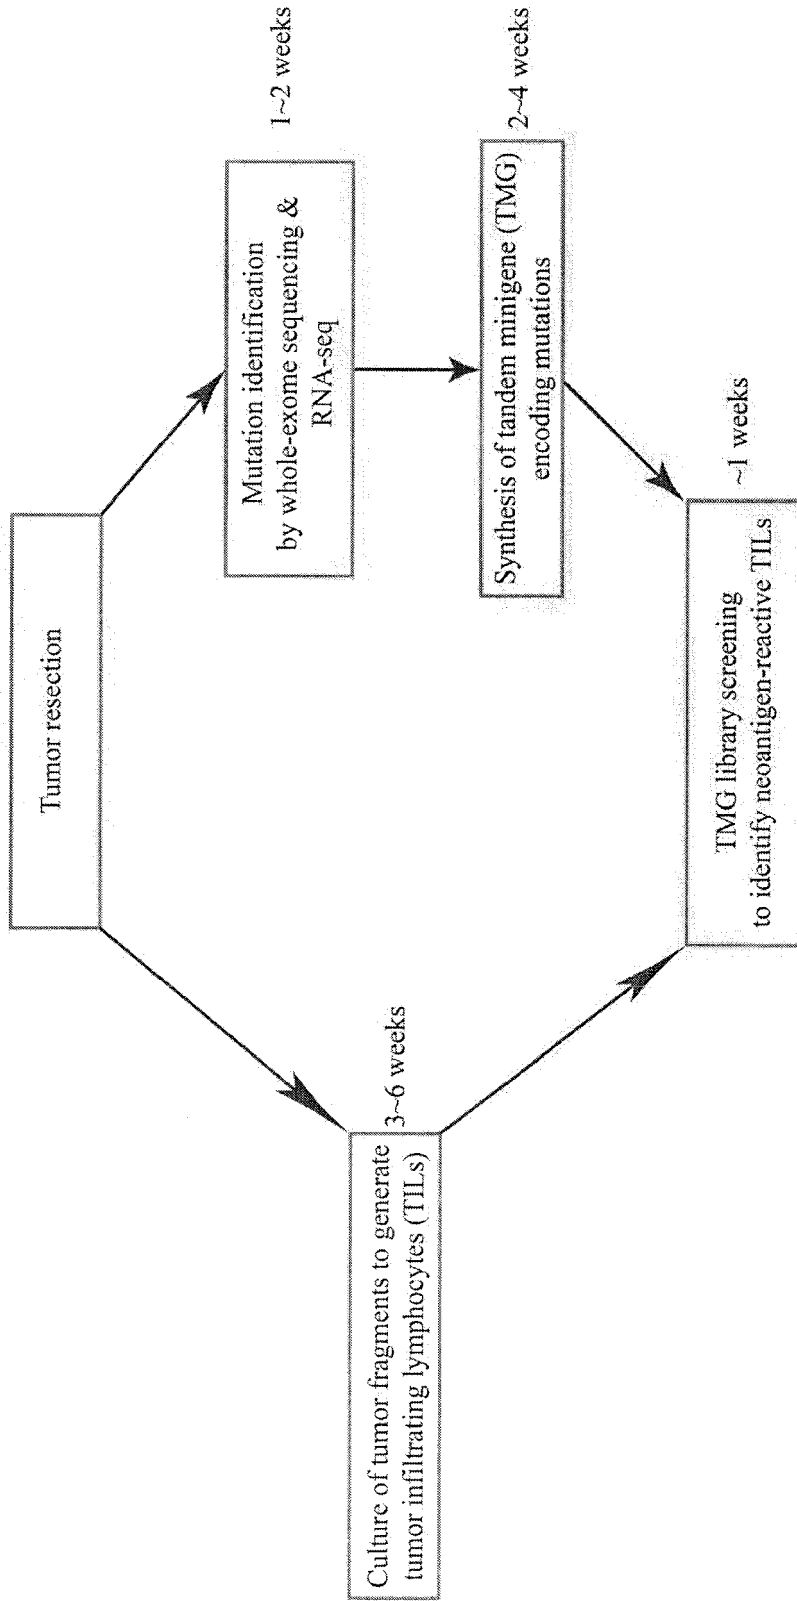 Tumor resection
Mutation identification
by whole-exome sequencing &
RNA-seq
1~2 weeks
Culture of tumor fragments to generate
tumor infiltrating lymphocytes (TILs)
3~6 weeks
Synthesis of tandem minigene (TMG)
encoding mutations
2~4 weeks
TMG library screening
to identify neoantigen-reactive TILs
~1 weeks